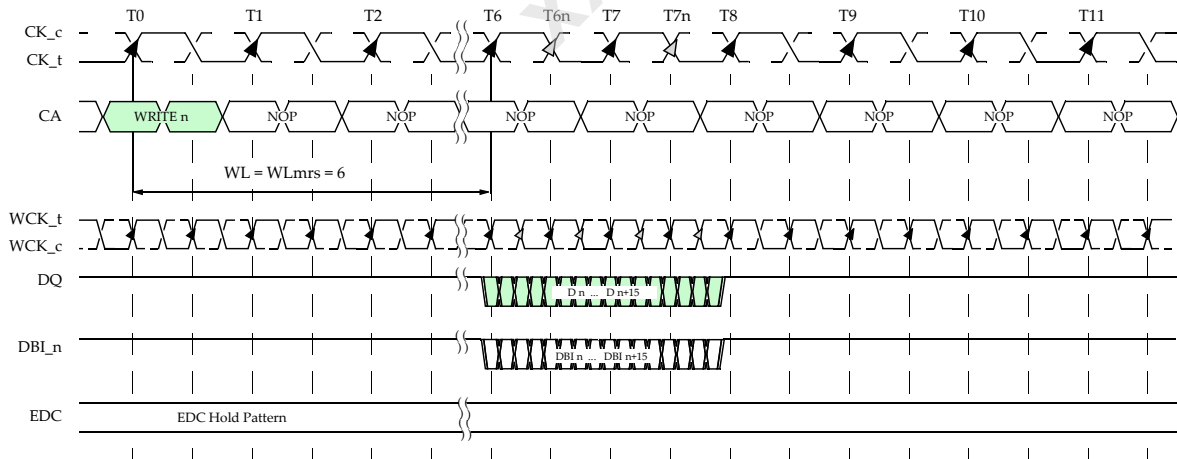 T0 T1 T2 T6 T6n T7 T7n T8 T9 T10 T11
CK_c
CK_t
CA WRITE n NOP NOP NOP NOP NOP NOP NOP NOP
WL = WLmrs = 6
WCK_t
WCK_c
DQ
D n ... D n+15
DBI_n
DBI n ... DBI n+15
EDC EDC Hold Pattern